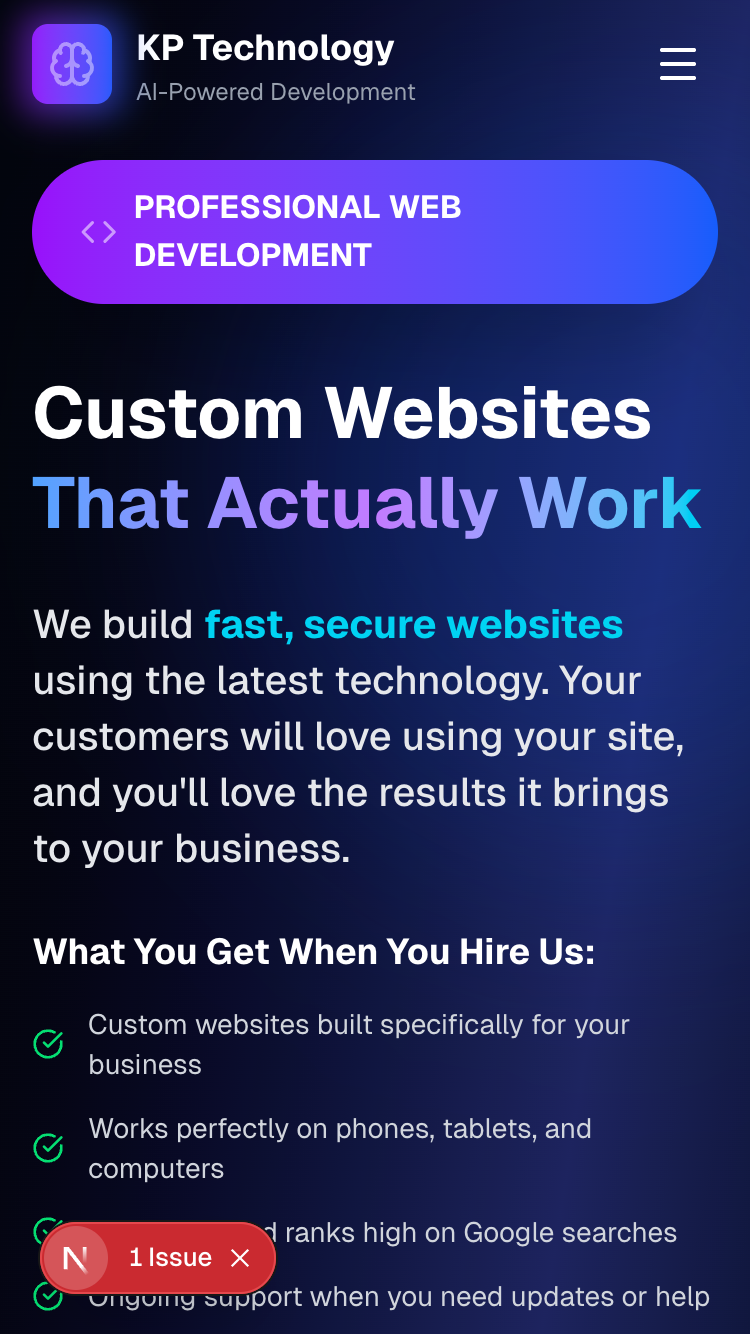 KP Technology
AI-Powered Development
PROFESSIONAL WEB
DEVELOPMENT
Custom Websites
That Actually Work
We build fast, secure websites
using the latest technology. Your
customers will love using your site,
and you'll love the results it brings
to your business.
What You Get When You Hire Us:
Custom websites built specifically for your
business
Works perfectly on phones, tablets, and
computers
ranks high on Google searches
N 1 Issue
Ongoing support when you need updates or help